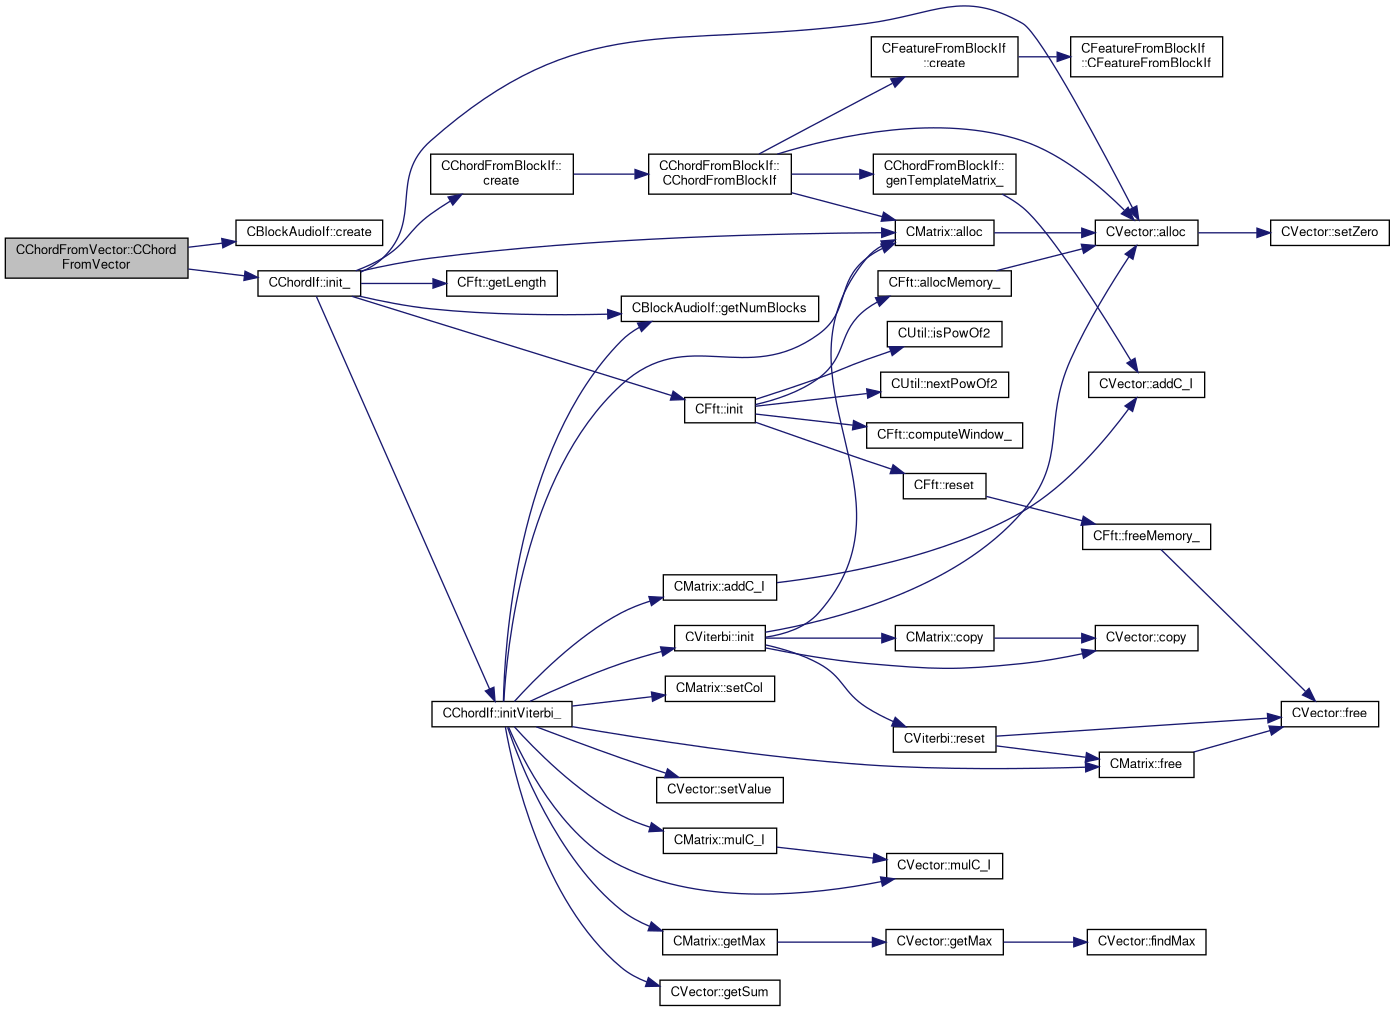 CFeatureFromBlockIf
::create
CFeatureFromBlockIf
::CFeatureFromBlockIf
CChordFromBlockIf::
create
CChordFromBlockIf::
CChordFromBlockIf
CChordFromBlockIf::
genTemplateMatrix_
CBlockAudioIf::create
CMatrix::alloc
CVector::alloc
CVector::setZero
CChordFromVector::CChord
FromVector
CChordIf::init_
CFft::getLength
CFft::allocMemory_
CBlockAudioIf::getNumBlocks
CUtil::isPowOf2
CUtil::nextPowOf2
CVector::addC_I
CFft::init
CFft::computeWindow_
CFft::reset
CFft::freeMemory_
CMatrix::addC_I
CViterbi::init
CMatrix::copy
CVector::copy
CMatrix::setCol
CChordIf::initViterbi_
CVector::free
CViterbi::reset
CMatrix::free
CVector::setValue
CMatrix::mulC_I
CVector::mulC_I
CMatrix::getMax
CVector::getMax
CVector::findMax
CVector::getSum